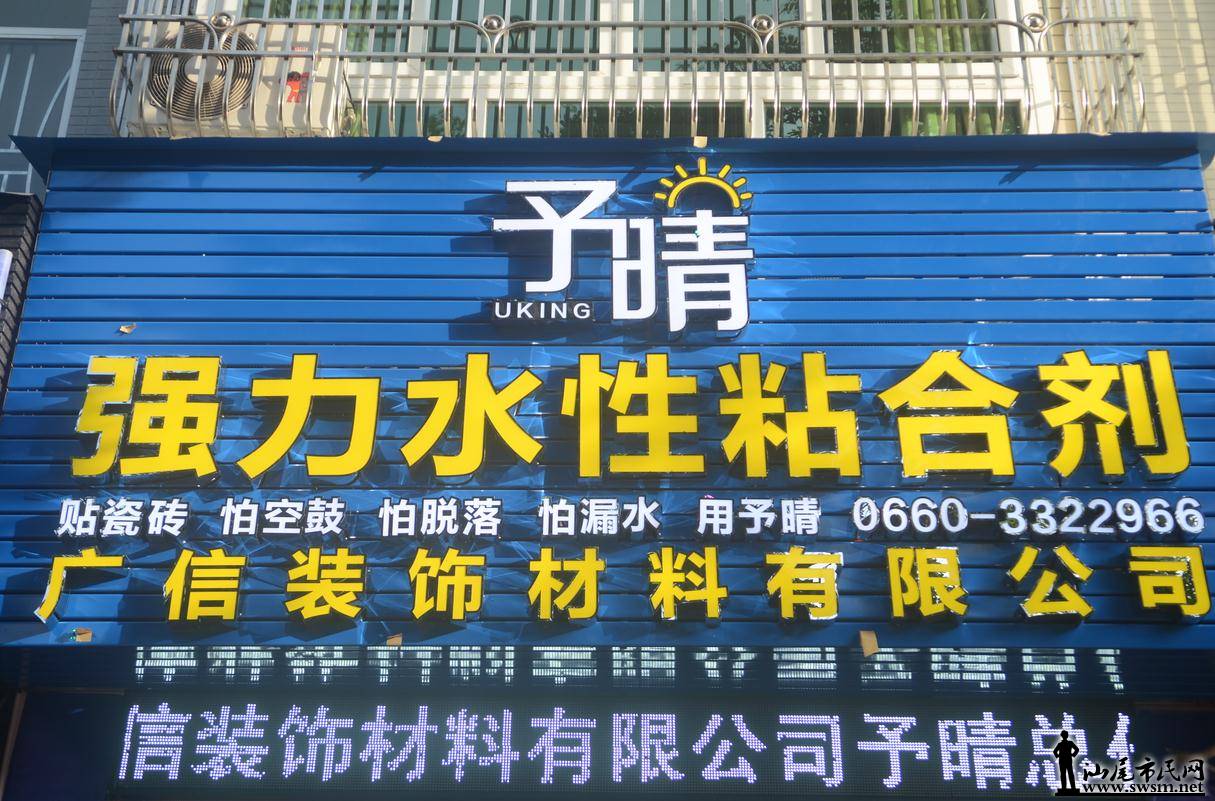 予晴
UKING
强力水性粘合剂
贴瓷砖 怕空鼓 怕脱落 怕漏水 用予晴 0660-3322966
广信装饰材料有限公司
信装饰材料有限公司予晴总
汕尾市民网
www.swsm.net